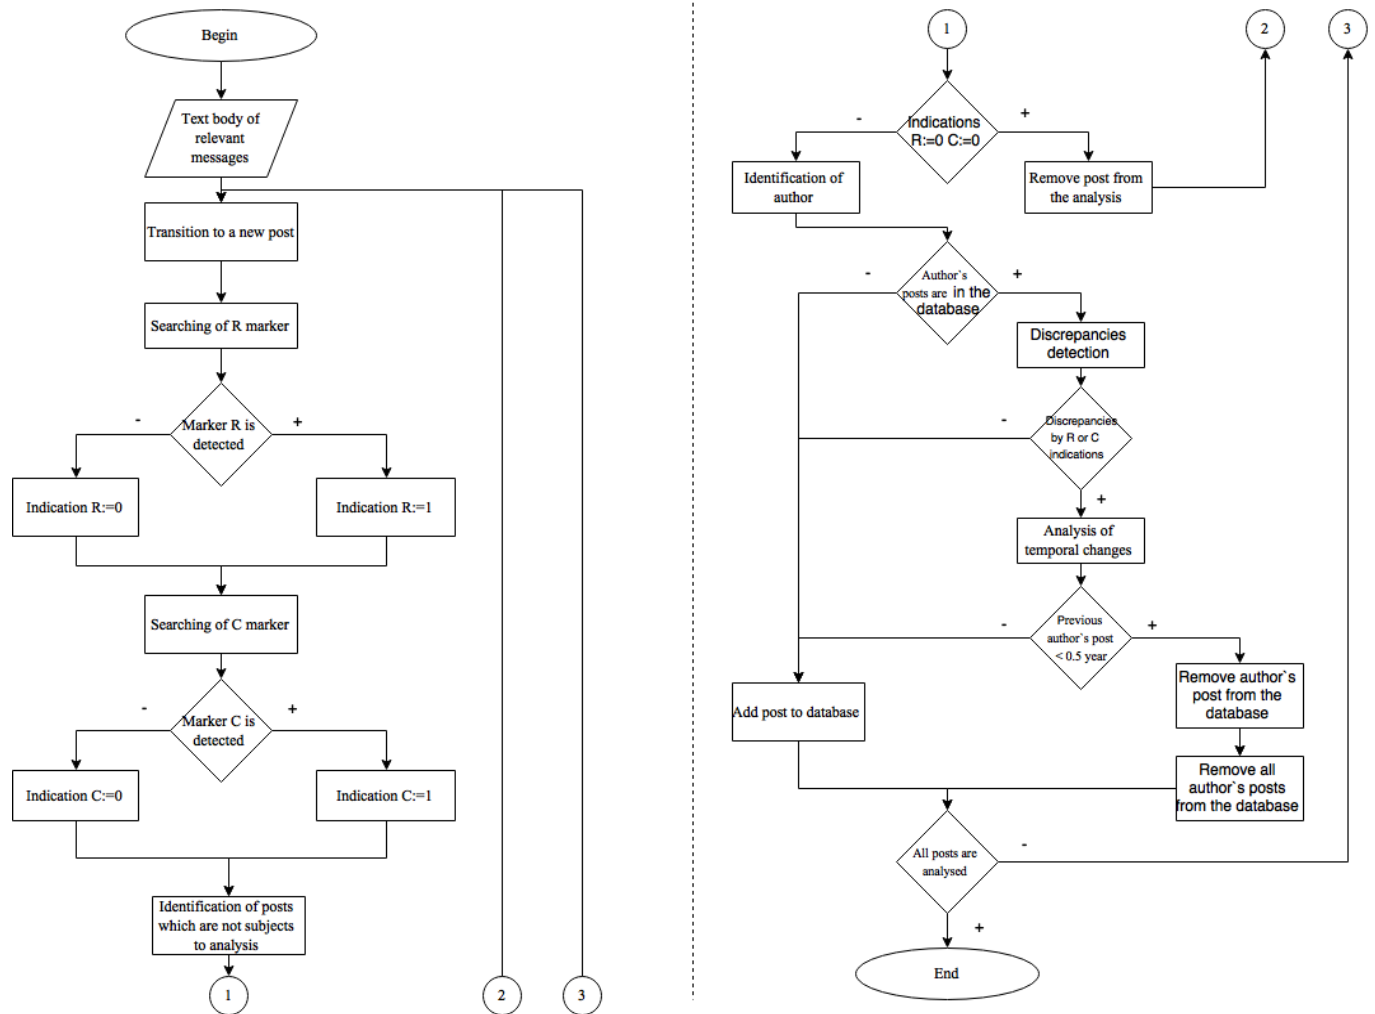 Begin
Text body of
relevant
messages
Transition to a new post
Searching of R marker
-
+
Marker R is
detected
Indication R:=0
Indication R:=1
Searching of C marker
-
+
Marker C is
detected
Indication C:=0
Indication C:=1
Identification of posts
which are not subjects
to analysis
1
2
3
1
2
3
-
+
Indications
R:=0 C:=0
Identification of
author
Remove post from
the analysis
-
+
Author`s
posts are in the
database
Discrepancies
detection
-
Discrepancies
by R or C
indications
+
Analysis of
temporal changes
-
+
Previous
author`s post
< 0.5 year
Remove author`s
post from the
database
Add post to database
Remove all
author`s posts
from the database
-
All posts are
analysed
+
End